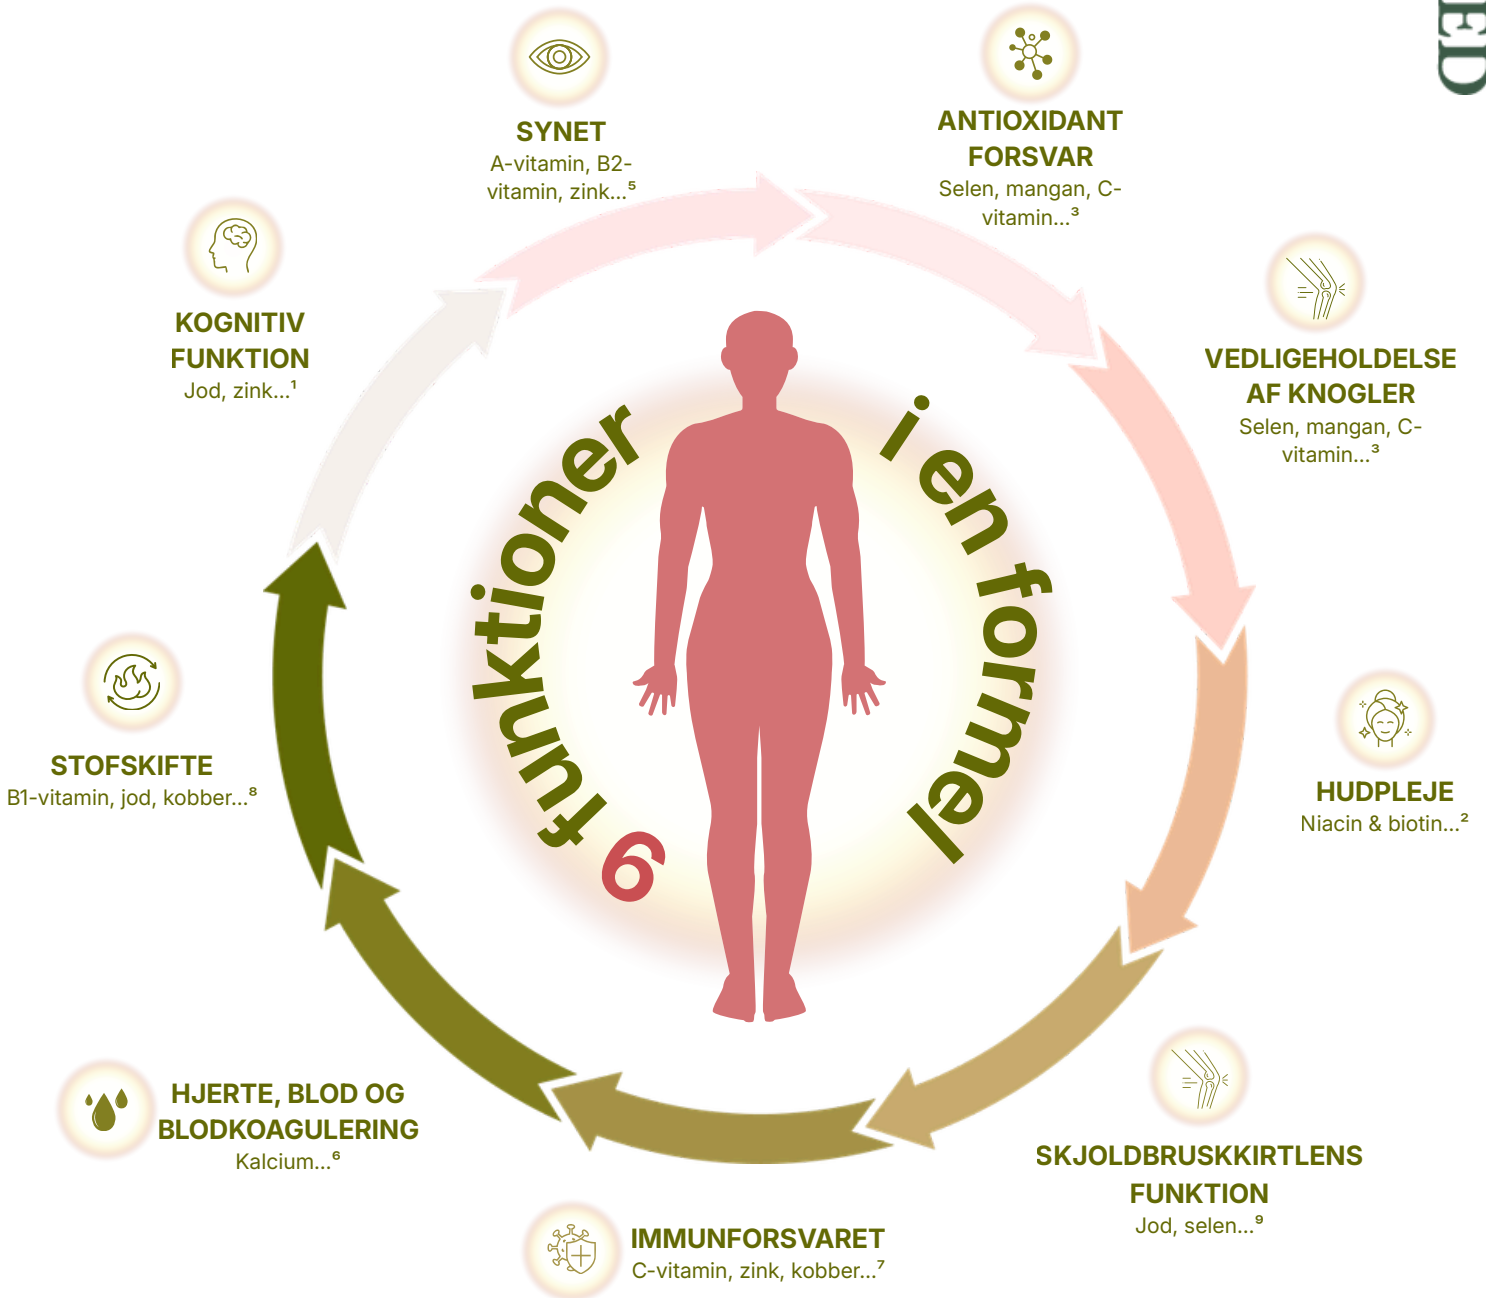 ED
SYNET
A-vitamin, B2-
vitamin, zink...⁵
ANTIOXIDANT
FORSVAR
Selen, mangan, C-
vitamin...³
KOGNITIV
FUNKTION
Jod, zink...¹
VEDLIGEHOLDELSE
AF KNOGLER
Selen, mangan, C-
vitamin...³
9 funktioner i en formel
STOFSKIFTE
B1-vitamin, jod, kobber...⁸
HUDPLEJE
Niacin & biotin...²
HJERTE, BLOD OG
BLODKOAGULERING
Kalcium...⁶
SKJOLDBRUSKKIRTLENS
FUNKTION
Jod, selen...⁹
IMMUNFORSVARET
C-vitamin, zink, kobber...⁷